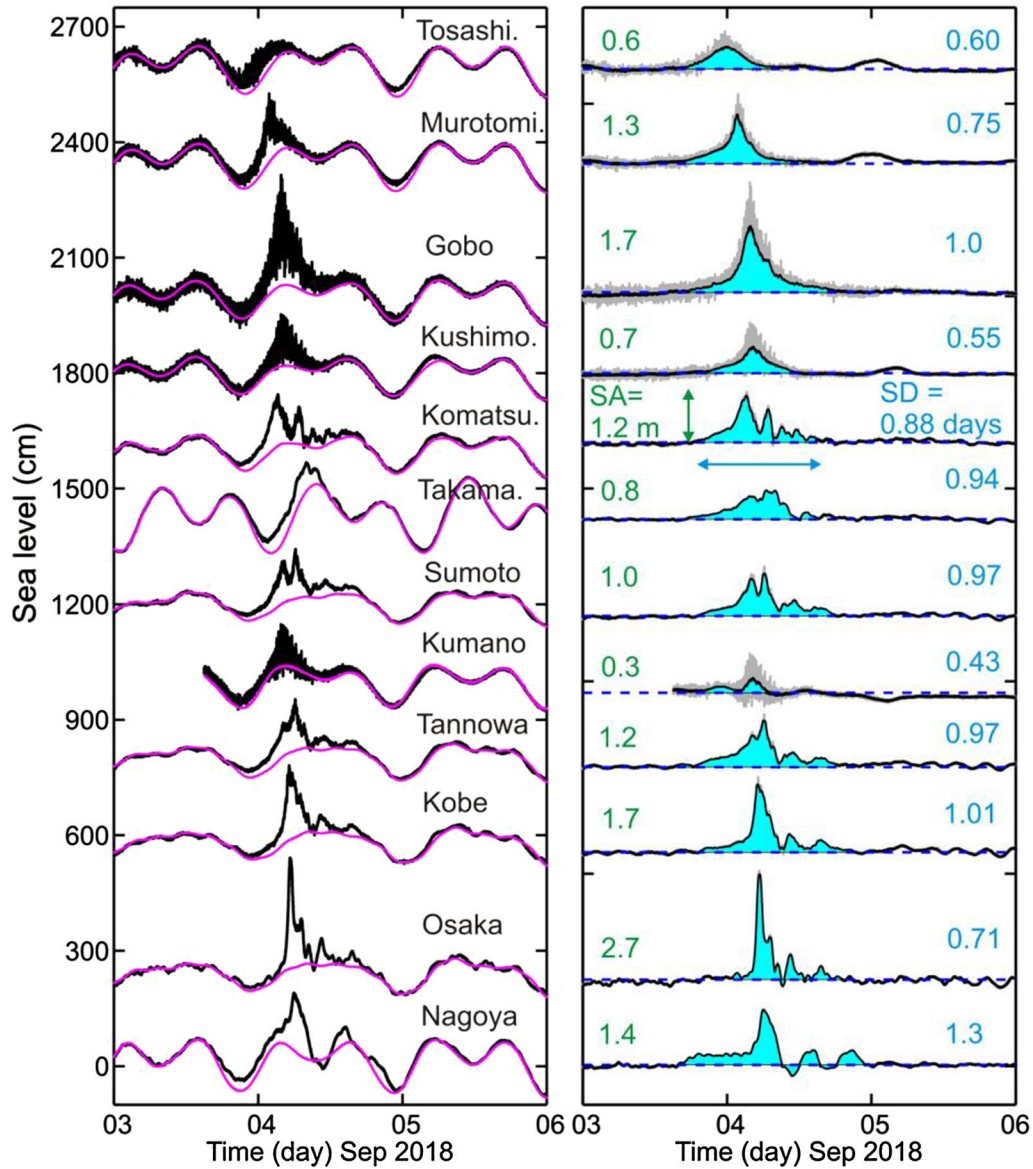 2700
2400
2100
1800
1500
1200
900
600
300
0
Sea level (cm)
Tosashi.
Murotomi.
Gobo
Kushimo.
Komatsu.
Takama.
Sumoto
Kumano
Tannowa
Kobe
Osaka
Nagoya
03 04 05 06
Time (day) Sep 2018
0.6 0.60
1.3 0.75
1.7 1.0
0.7 0.55
SA= SD =
1.2 m 0.88 days
0.8 0.94
1.0 0.97
0.3 0.43
1.2 0.97
1.7 1.01
2.7 0.71
1.4 1.3
03 04 05 06
Time (day) Sep 2018